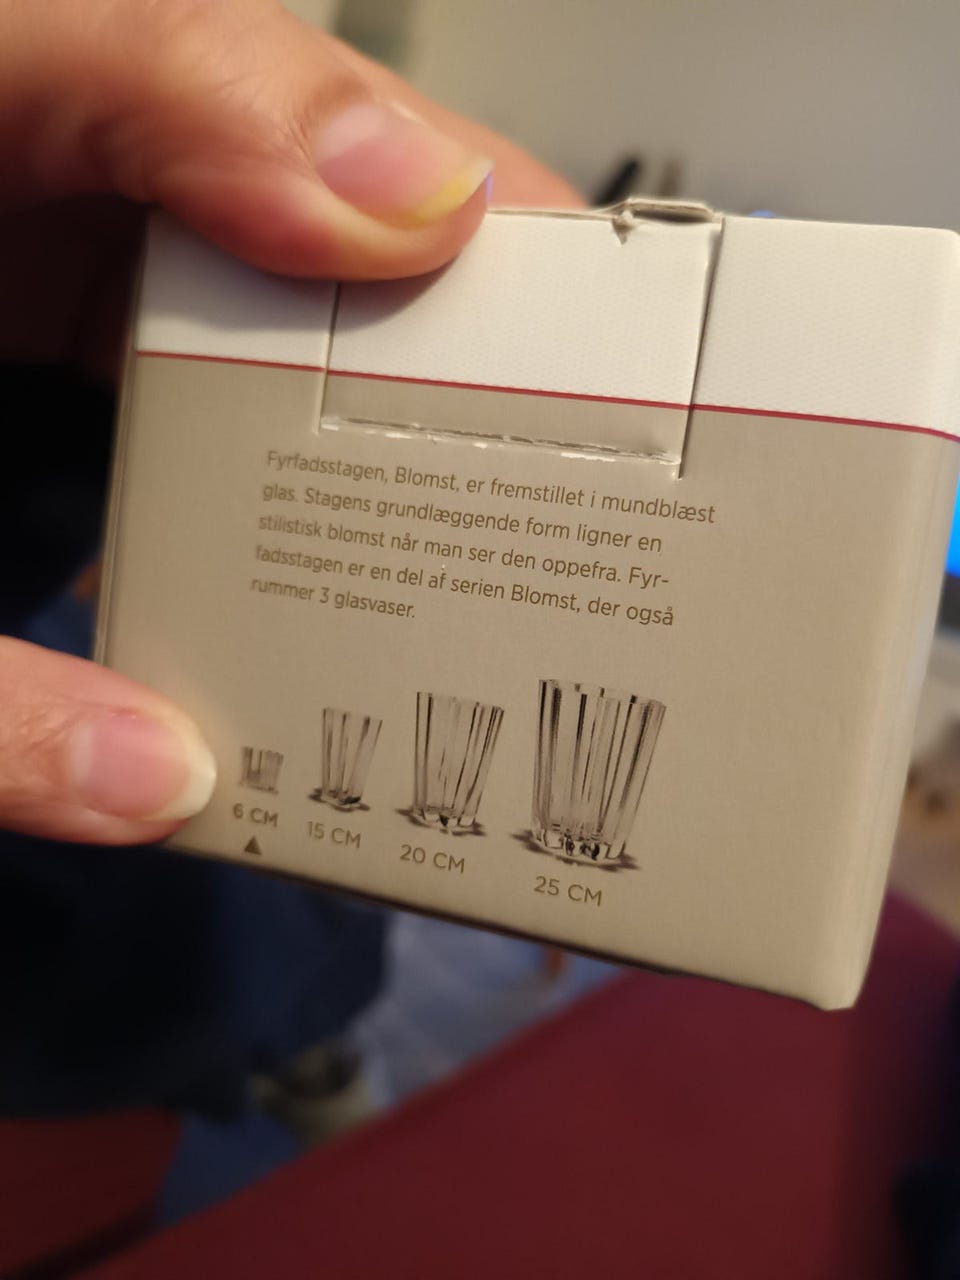 Fyrfadsstagen, Blomst, er fremstillet i mundblæst
glas. Stagens grundlæggende form ligner en
stilistisk blomst når man ser den oppefra. Fyr-
fadsstagen er en del af serien Blomst, der også
rummer 3 glasvaser.
6 CM
15 CM
20 CM
25 CM